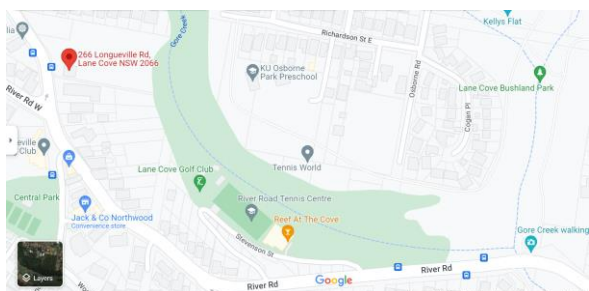 Kellys Flat
Gore Creek
Richardson St E
266 Longueville Rd,
Lane Cove NSW 2066
KU Osborne
Park Preschool
Osborne Rd
Lane Cove Bushland Park
River Rd W
Cogan Pl
Club
Tennis World
Lane Cove Golf Club
Central Park
River Road Tennis Centre
Jack & Co Northwood
Convenience store
Reef At The Cove
Stevenson St
Gore Creek walking
Layers
Google
River Rd